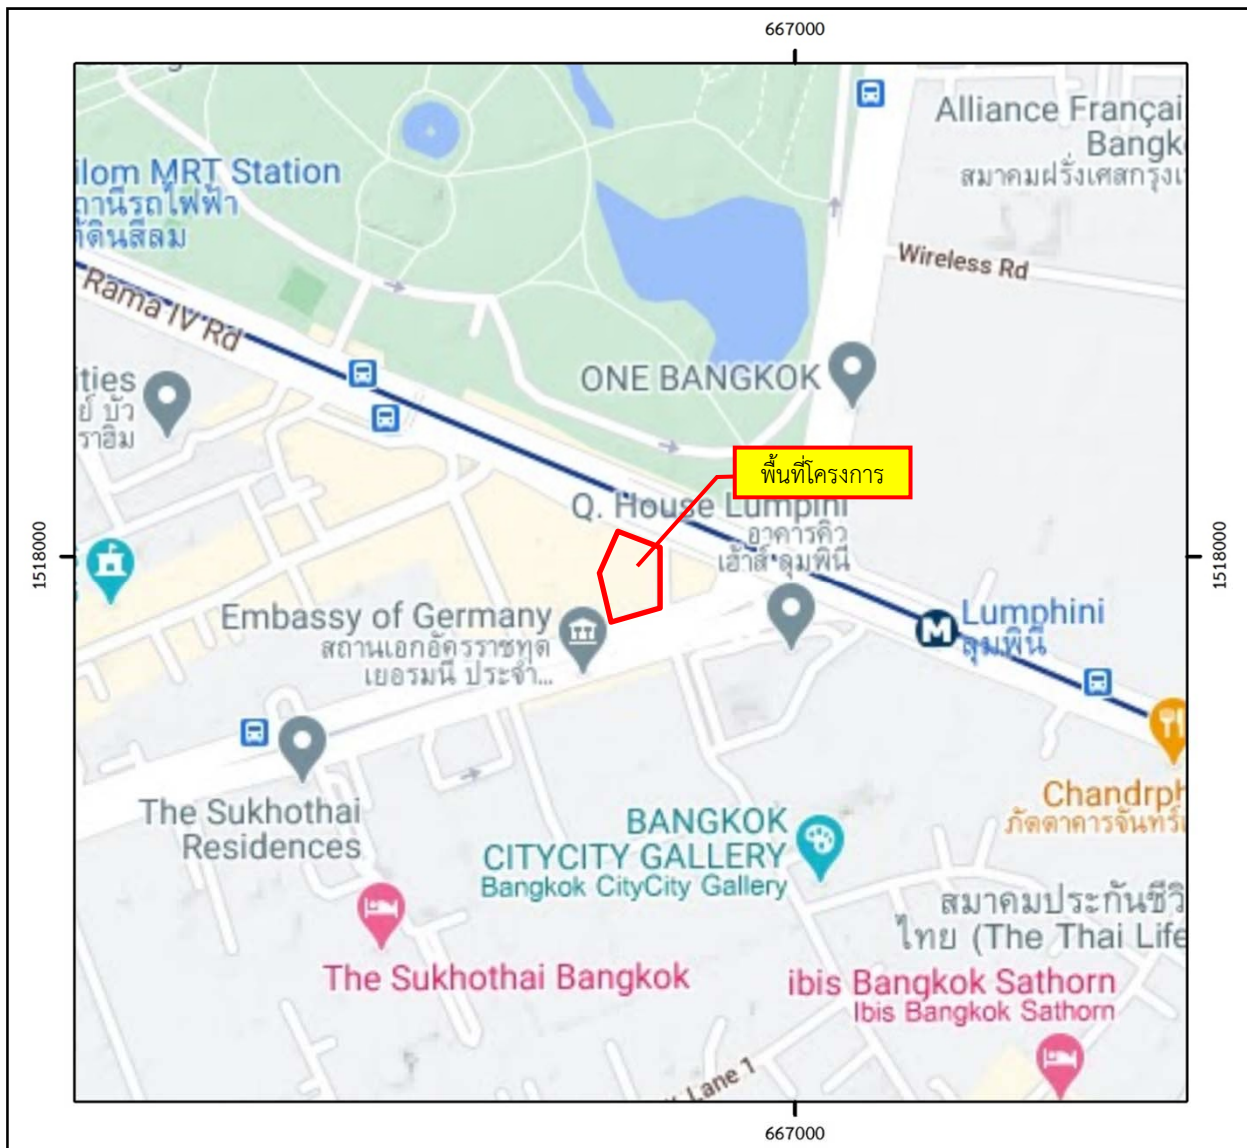 667000
Alliance Françai
Bangk
สมาคมฝรั่งเศสกรุงเ
ilom MRT Station
ถานีรถไฟฟ้า
ต้ดินสีลม
Wireless Rd
Rama IV Rd
ities
ย์ บัว
ราฮิม
ONE BANGKOK
พื้นที่โครงการ
Q. House Lumpini
อาคารคิว
เฮ้าส์ ลุมพินี
1518000
1518000
Embassy of Germany
สถานเอกอัครราชทูต
เยอรมนี ประจำ...
Lumphini
ลุมพินี
M
The Sukhothai
Residences
Chandrph
ภัตตาคารจันทร์เ
BANGKOK
CITYCITY GALLERY
Bangkok CityCity Gallery
สมาคมประกันชีวิ
ไทย (The Thai Life
The Sukhothai Bangkok
ibis Bangkok Sathorn
Ibis Bangkok Sathorn
Lane 1
667000